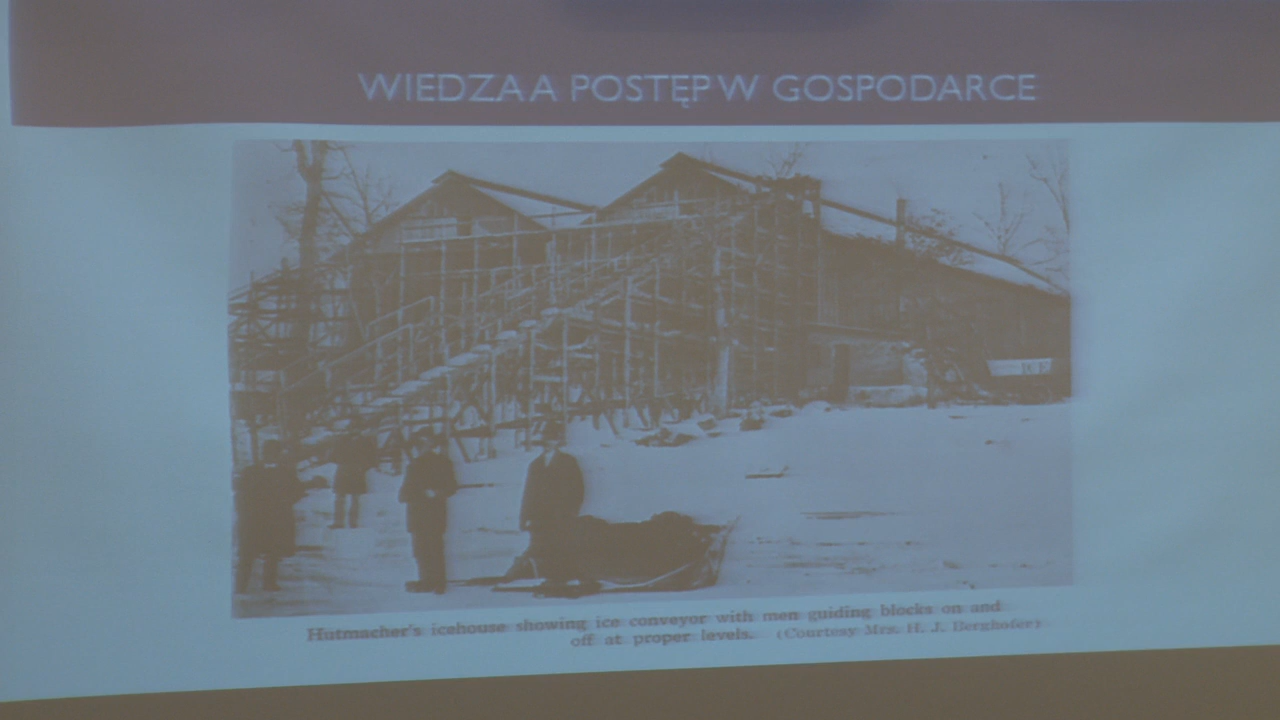 WIEDZA A POSTĘP W GOSPODARCE
ICE
Hutmacher's icehouse showing ice conveyor with men guiding blocks on and
off at proper levels. (Courtesy Mrs. H. J. Berghofer)